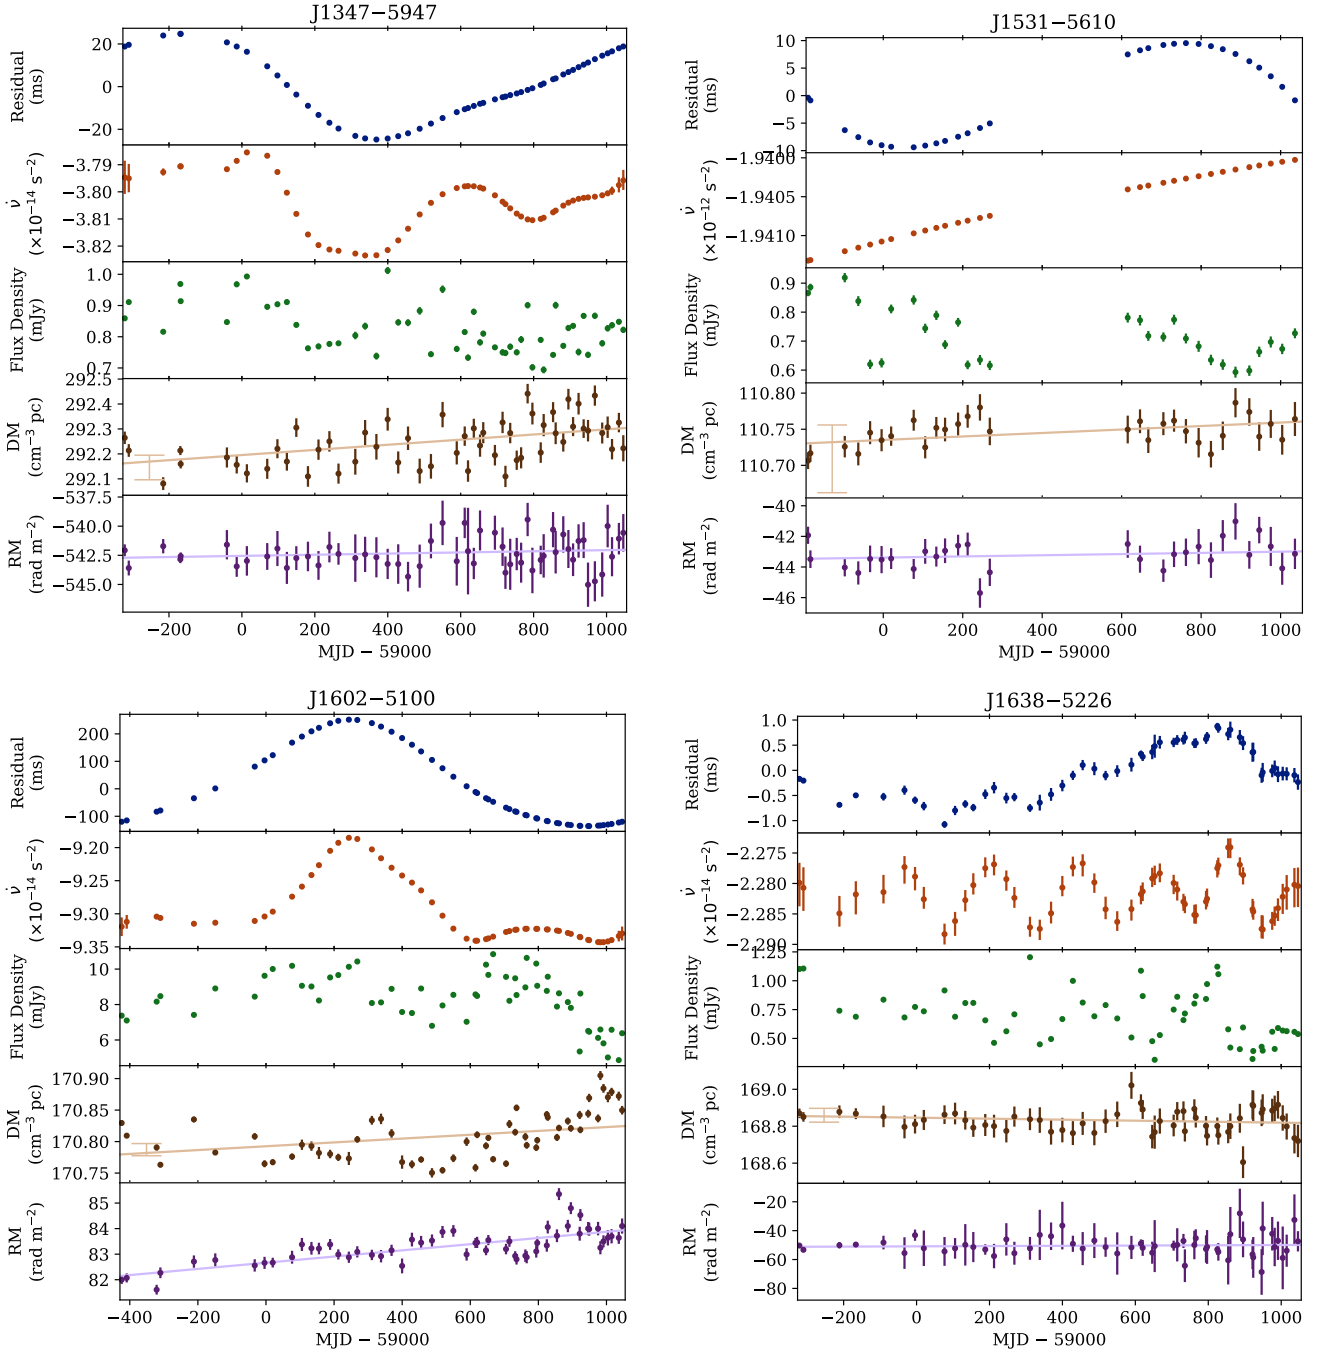 J1347−5947
Residual
(ms)
20
0
−20
ν̇
(×10⁻¹⁴ s⁻²)
−3.79
−3.80
−3.81
−3.82
Flux Density
(mJy)
1.0
0.9
0.8
0.7
DM
(cm⁻³ pc)
292.5
292.4
292.3
292.2
292.1
RM
(rad m⁻²)
−537.5
−540.0
−542.5
−545.0
−200 0 200 400 600 800 1000
MJD − 59000
J1531−5610
Residual
(ms)
10
5
0
−5
−10
ν̇
(×10⁻¹² s⁻²)
−1.9400
−1.9405
−1.9410
Flux Density
(mJy)
0.9
0.8
0.7
0.6
DM
(cm⁻³ pc)
110.80
110.75
110.70
RM
(rad m⁻²)
−40
−42
−44
−46
0 200 400 600 800 1000
MJD − 59000
J1602−5100
Residual
(ms)
200
100
0
−100
ν̇
(×10⁻¹⁴ s⁻²)
−9.20
−9.25
−9.30
−9.35
Flux Density
(mJy)
10
8
6
DM
(cm⁻³ pc)
170.90
170.85
170.80
170.75
RM
(rad m⁻²)
85
84
83
82
−400 −200 0 200 400 600 800 1000
MJD − 59000
J1638−5226
Residual
(ms)
1.0
0.5
0.0
−0.5
−1.0
ν̇
(×10⁻¹⁴ s⁻²)
−2.275
−2.280
−2.285
−2.290
Flux Density
(mJy)
1.25
1.00
0.75
0.50
DM
(cm⁻³ pc)
169.0
168.8
168.6
RM
(rad m⁻²)
−20
−40
−60
−80
−200 0 200 400 600 800 1000
MJD − 59000